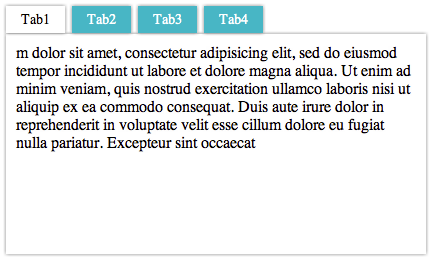 Tab1 Tab2 Tab3 Tab4
m dolor sit amet, consectetur adipisicing elit, sed do eiusmod
tempor incididunt ut labore et dolore magna aliqua. Ut enim ad
minim veniam, quis nostrud exercitation ullamco laboris nisi ut
aliquip ex ea commodo consequat. Duis aute irure dolor in
reprehenderit in voluptate velit esse cillum dolore eu fugiat
nulla pariatur. Excepteur sint occaecat